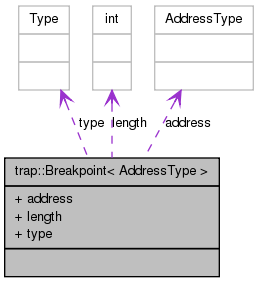 Type int AddressType
type length address
trap::Breakpoint< AddressType >
+ address
+ length
+ type